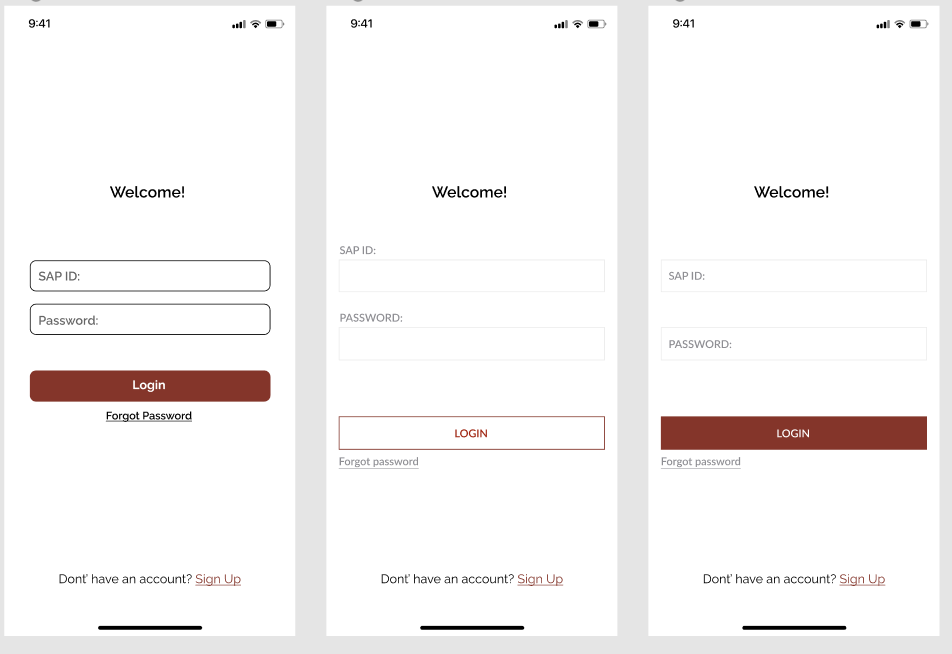 9:41
Welcome!
SAP ID:
Password:
Login
Forgot Password
Dont' have an account? Sign Up
9:41
Welcome!
SAP ID:
PASSWORD:
LOGIN
Forgot password
Dont' have an account? Sign Up
9:41
Welcome!
SAP ID:
PASSWORD:
LOGIN
Forgot password
Dont' have an account? Sign Up